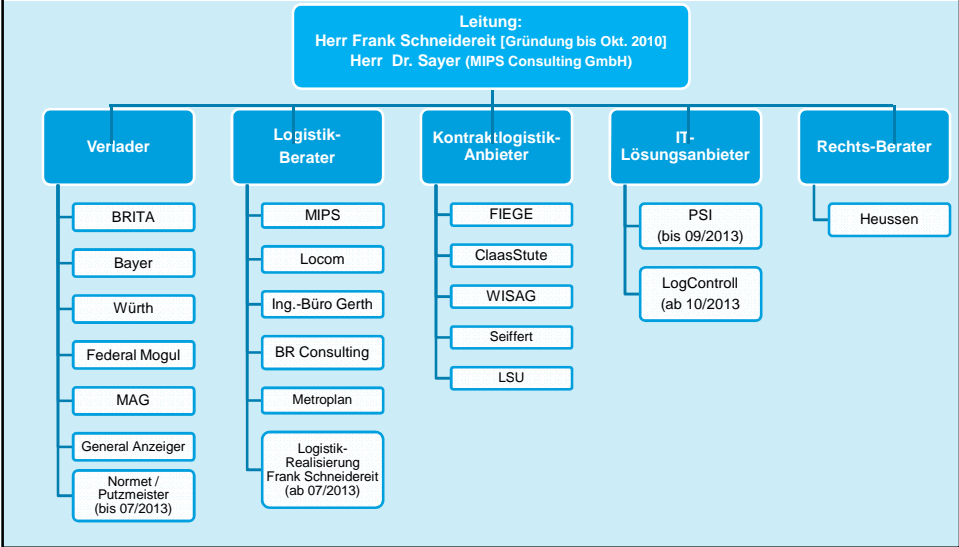 Leitung:
Herr Frank Schneidereit [Gründung bis Okt. 2010]
Herr Dr. Sayer (MIPS Consulting GmbH)
Verlader
BRITA
Bayer
Würth
Federal Mogul
MAG
General Anzeiger
Normet /
Putzmeister
(bis 07/2013)
Logistik-
Berater
MIPS
Locom
Ing.-Büro Gerth
BR Consulting
Metroplan
Logistik-
Realisierung
Frank Schneidereit
(ab 07/2013)
Kontraktlogistik-
Anbieter
FIEGE
ClaasStute
WISAG
Seiffert
LSU
IT-
Lösungsanbieter
PSI
(bis 09/2013)
LogControll
(ab 10/2013
Rechts-Berater
Heussen